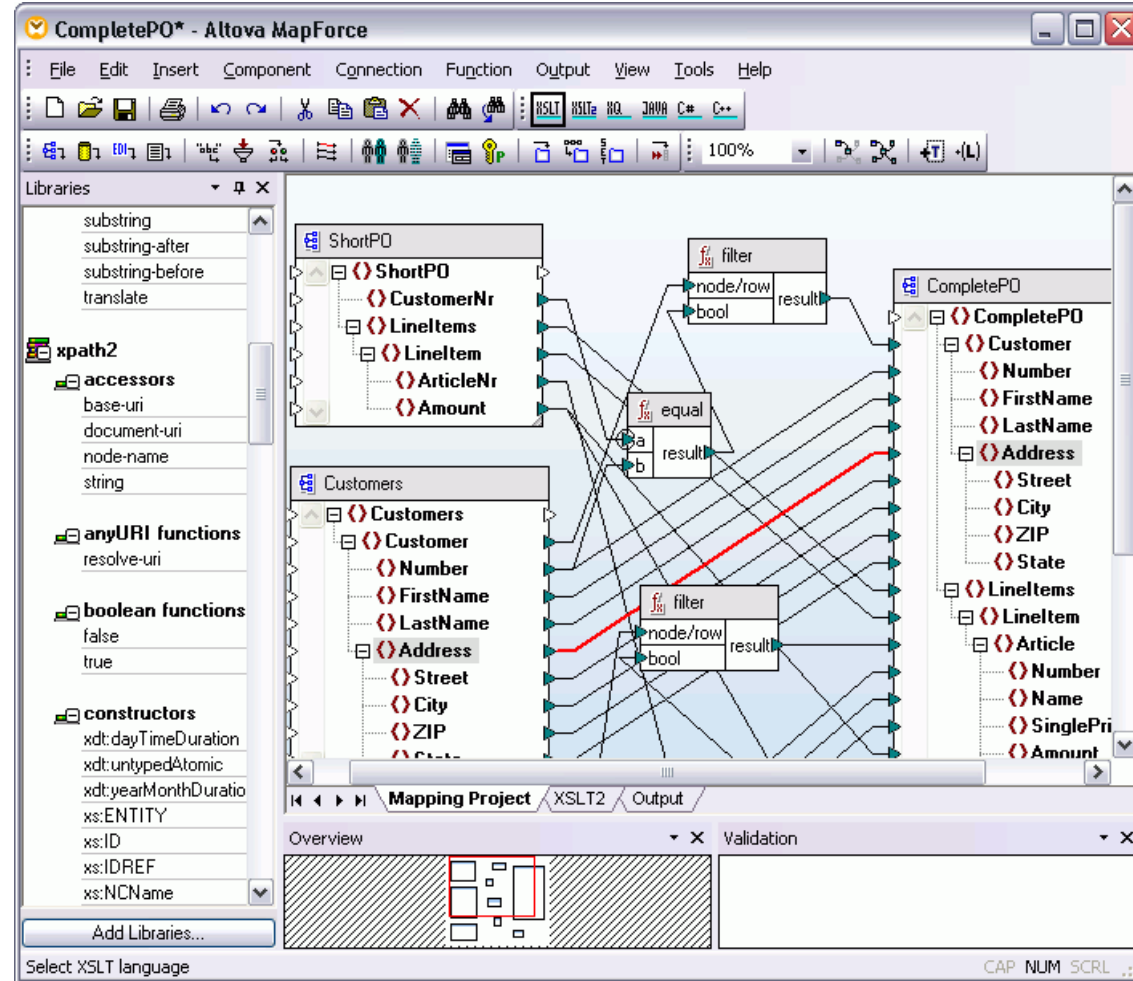 CompletePO* - Altova MapForce
File Edit Insert Component Connection Function Output View Tools Help
XSLT XSLT2 XQ JAVA C# C++
100%
Libraries
substring
substring-after
substring-before
translate
xpath2
accessors
base-uri
document-uri
node-name
string
anyURI functions
resolve-uri
boolean functions
false
true
constructors
xdt:dayTimeDuration
xdt:untypedAtomic
xdt:yearMonthDuratio
xs:ENTITY
xs:ID
xs:IDREF
xs:NCName
Add Libraries...
ShortPO
ShortPO
CustomerNr
LineItems
LineItem
ArticleNr
Amount
Customers
Customers
Customer
Number
FirstName
LastName
Address
Street
City
ZIP
State
filter
node/row
bool
result
equal
a
b
result
filter
node/row
bool
result
CompletePO
CompletePO
Customer
Number
FirstName
LastName
Address
Street
City
ZIP
State
LineItems
LineItem
Article
Number
Name
SinglePri
Amount
Mapping Project XSLT2 Output
Overview
Validation
Select XSLT language
CAP NUM SCRL